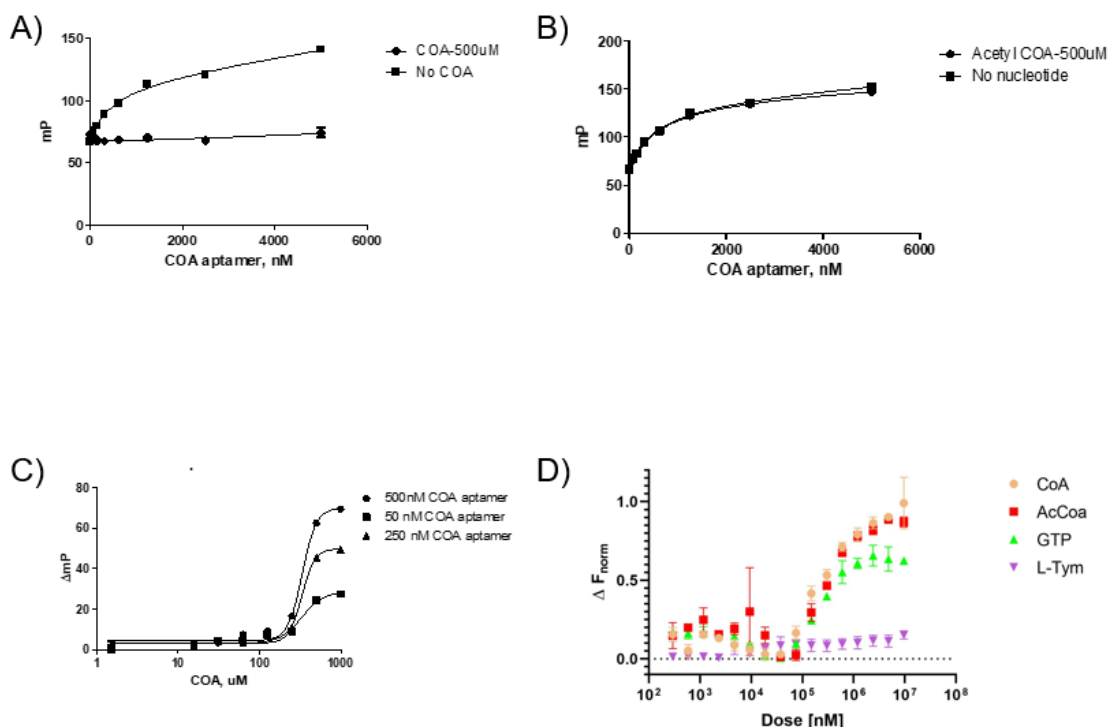 A)
150
100
50
0
mP
0
2000
4000
6000
COA aptamer, nM
COA-500uM
No COA
B)
200
150
100
50
0
mP
0
2000
4000
6000
COA aptamer, nM
Acetyl COA-500uM
No nucleotide
C)
80
60
40
20
0
ΔmP
1
10
100
1000
COA, uM
500nM COA aptamer
50 nM COA aptamer
250 nM COA aptamer
D)
1.0
0.5
0.0
Δ Fnorm
10² 10³ 10⁴ 10⁵ 10⁶ 10⁷ 10⁸
Dose [nM]
CoA
AcCoa
GTP
L-Tym